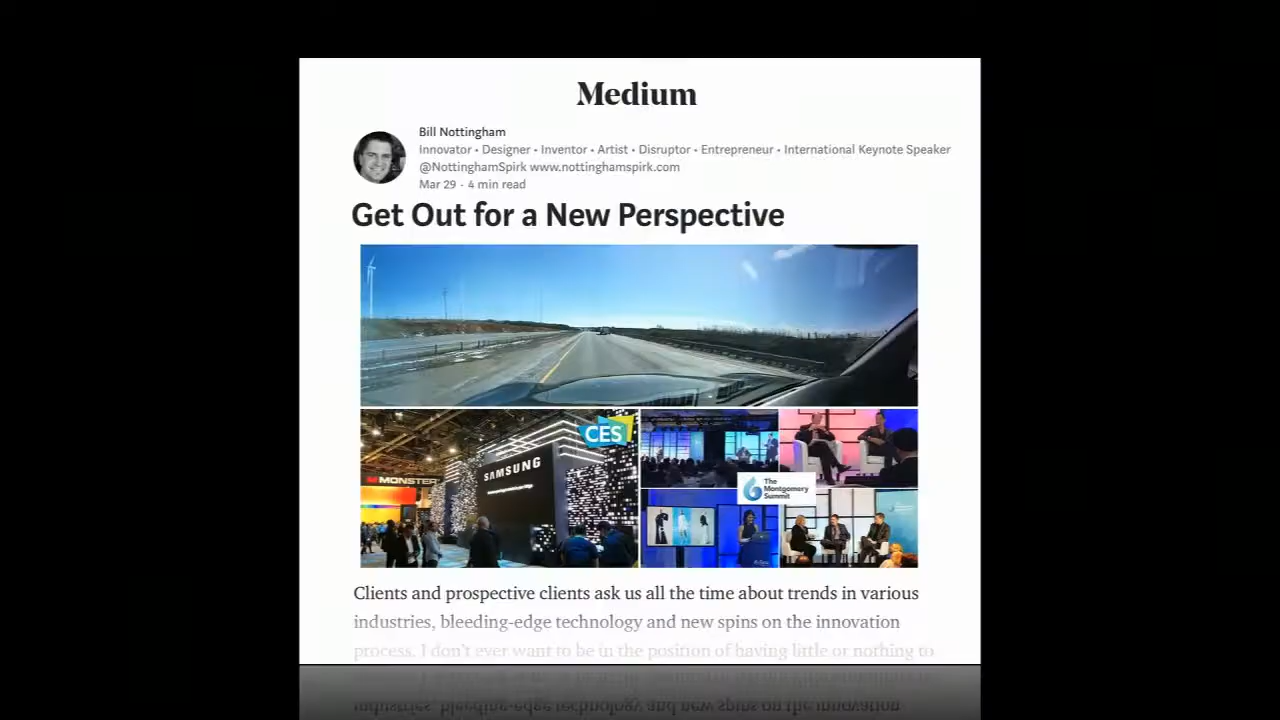 Medium
Bill Nottingham
Innovator • Designer • Inventor • Artist • Disruptor • Entrepreneur • International Keynote Speaker
@NottinghamSpirk www.nottinghamspirk.com
Mar 29 · 4 min read
Get Out for a New Perspective
CES
SAMSUNG
MONSTER
The
Montgomery
Summit
Clients and prospective clients ask us all the time about trends in various
industries, bleeding-edge technology and new spins on the innovation
process. I don't ever want to be in the position of having little or nothing to